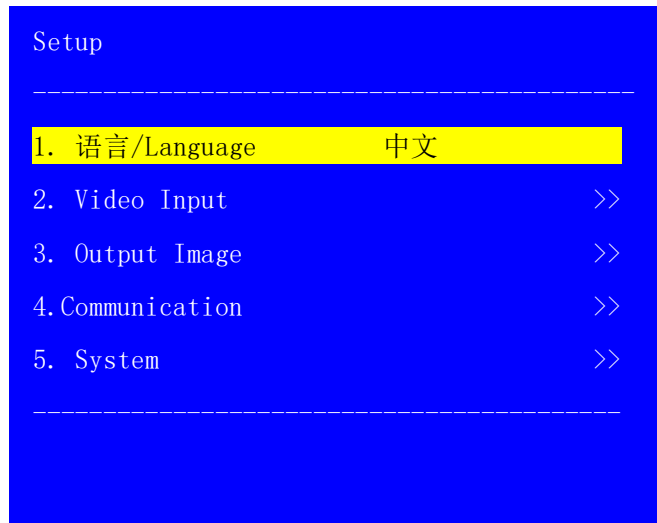 Setup
-------------------------------------------
1. 语言/Language 中文
2. Video Input >>
3. Output Image >>
4.Communication >>
5. System >>
------------------------------------------